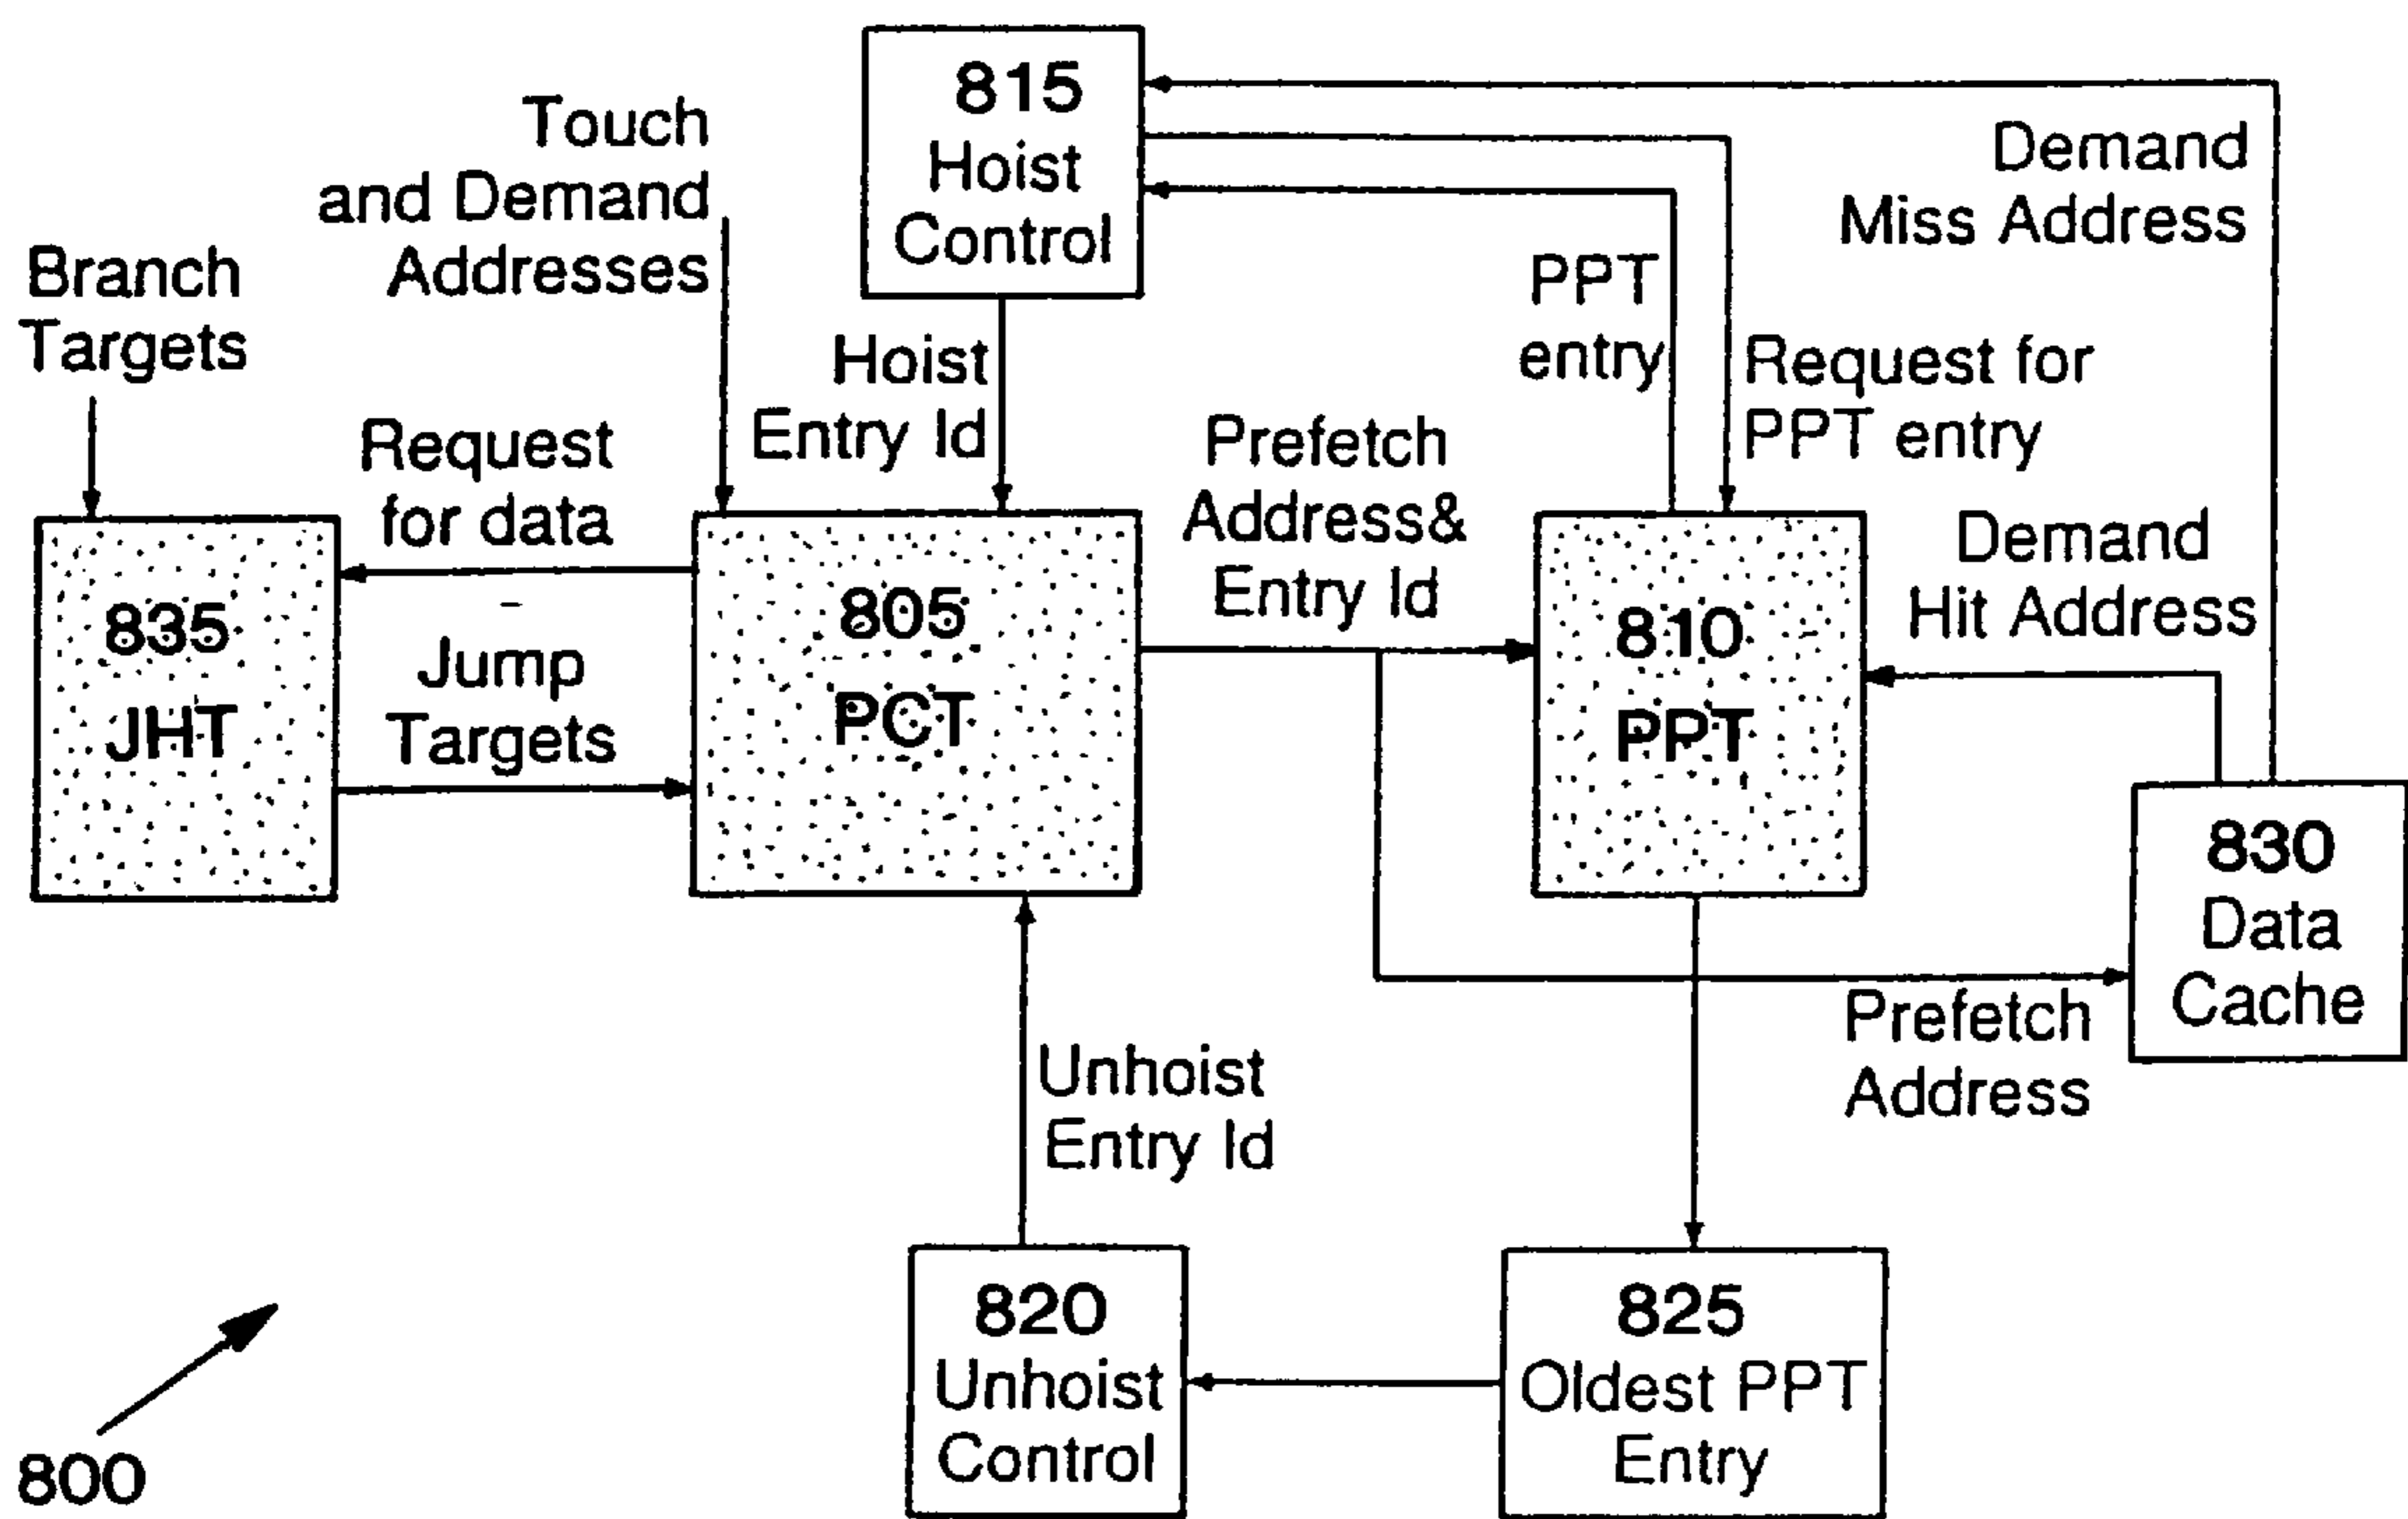 815
Hoist
Control
Touch
and Demand
Addresses
Demand
Miss Address
Branch
Targets
PPT
entry
Hoist
Entry Id
Request for
PPT entry
Request
for data
Prefetch
Address&
Entry Id
Demand
Hit Address
835
JHT
Jump
Targets
805
PCT
810
PPT
830
Data
Cache
Prefetch
Address
Unhoist
Entry Id
820
Unhoist
Control
825
Oldest PPT
Entry
800